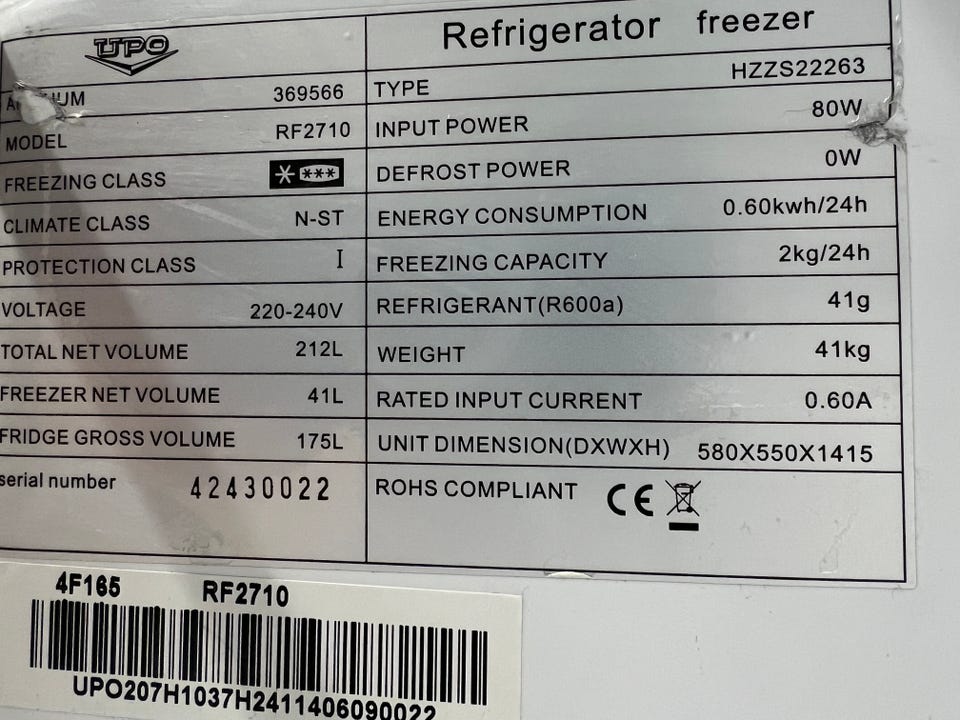 UPO
Refrigerator freezer
369566
MODEL RF2710
FREEZING CLASS
CLIMATE CLASS N-ST
PROTECTION CLASS I
VOLTAGE 220-240V
TOTAL NET VOLUME 212L
FREEZER NET VOLUME 41L
FRIDGE GROSS VOLUME 175L
serial number 42430022
TYPE HZZS22263
INPUT POWER 80W
DEFROST POWER 0W
ENERGY CONSUMPTION 0.60kwh/24h
FREEZING CAPACITY 2kg/24h
REFRIGERANT(R600a) 41g
WEIGHT 41kg
RATED INPUT CURRENT 0.60A
UNIT DIMENSION(DXWXH) 580X550X1415
ROHS COMPLIANT CE
4F165 RF2710
UPO207H1037H2411406090022